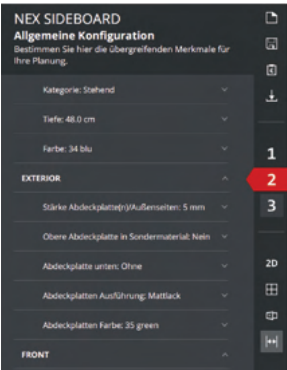 NEX SIDEBOARD
Allgemeine Konfiguration
Bestimmen Sie hier die übergreifenden Merkmale für
Ihre Planung.
Kategorie: Stehend
Tiefe: 48.0 cm
Farbe: 34 blu
EXTERIOR
Stärke Abdeckplatte(n)/Außenseiten: 5 mm
Obere Abdeckplatte in Sondermaterial: Nein
Abdeckplatte unten: Ohne
Abdeckplatten Ausführung: Mattlack
Abdeckplatten Farbe: 35 green
FRONT
1
2
3
2D